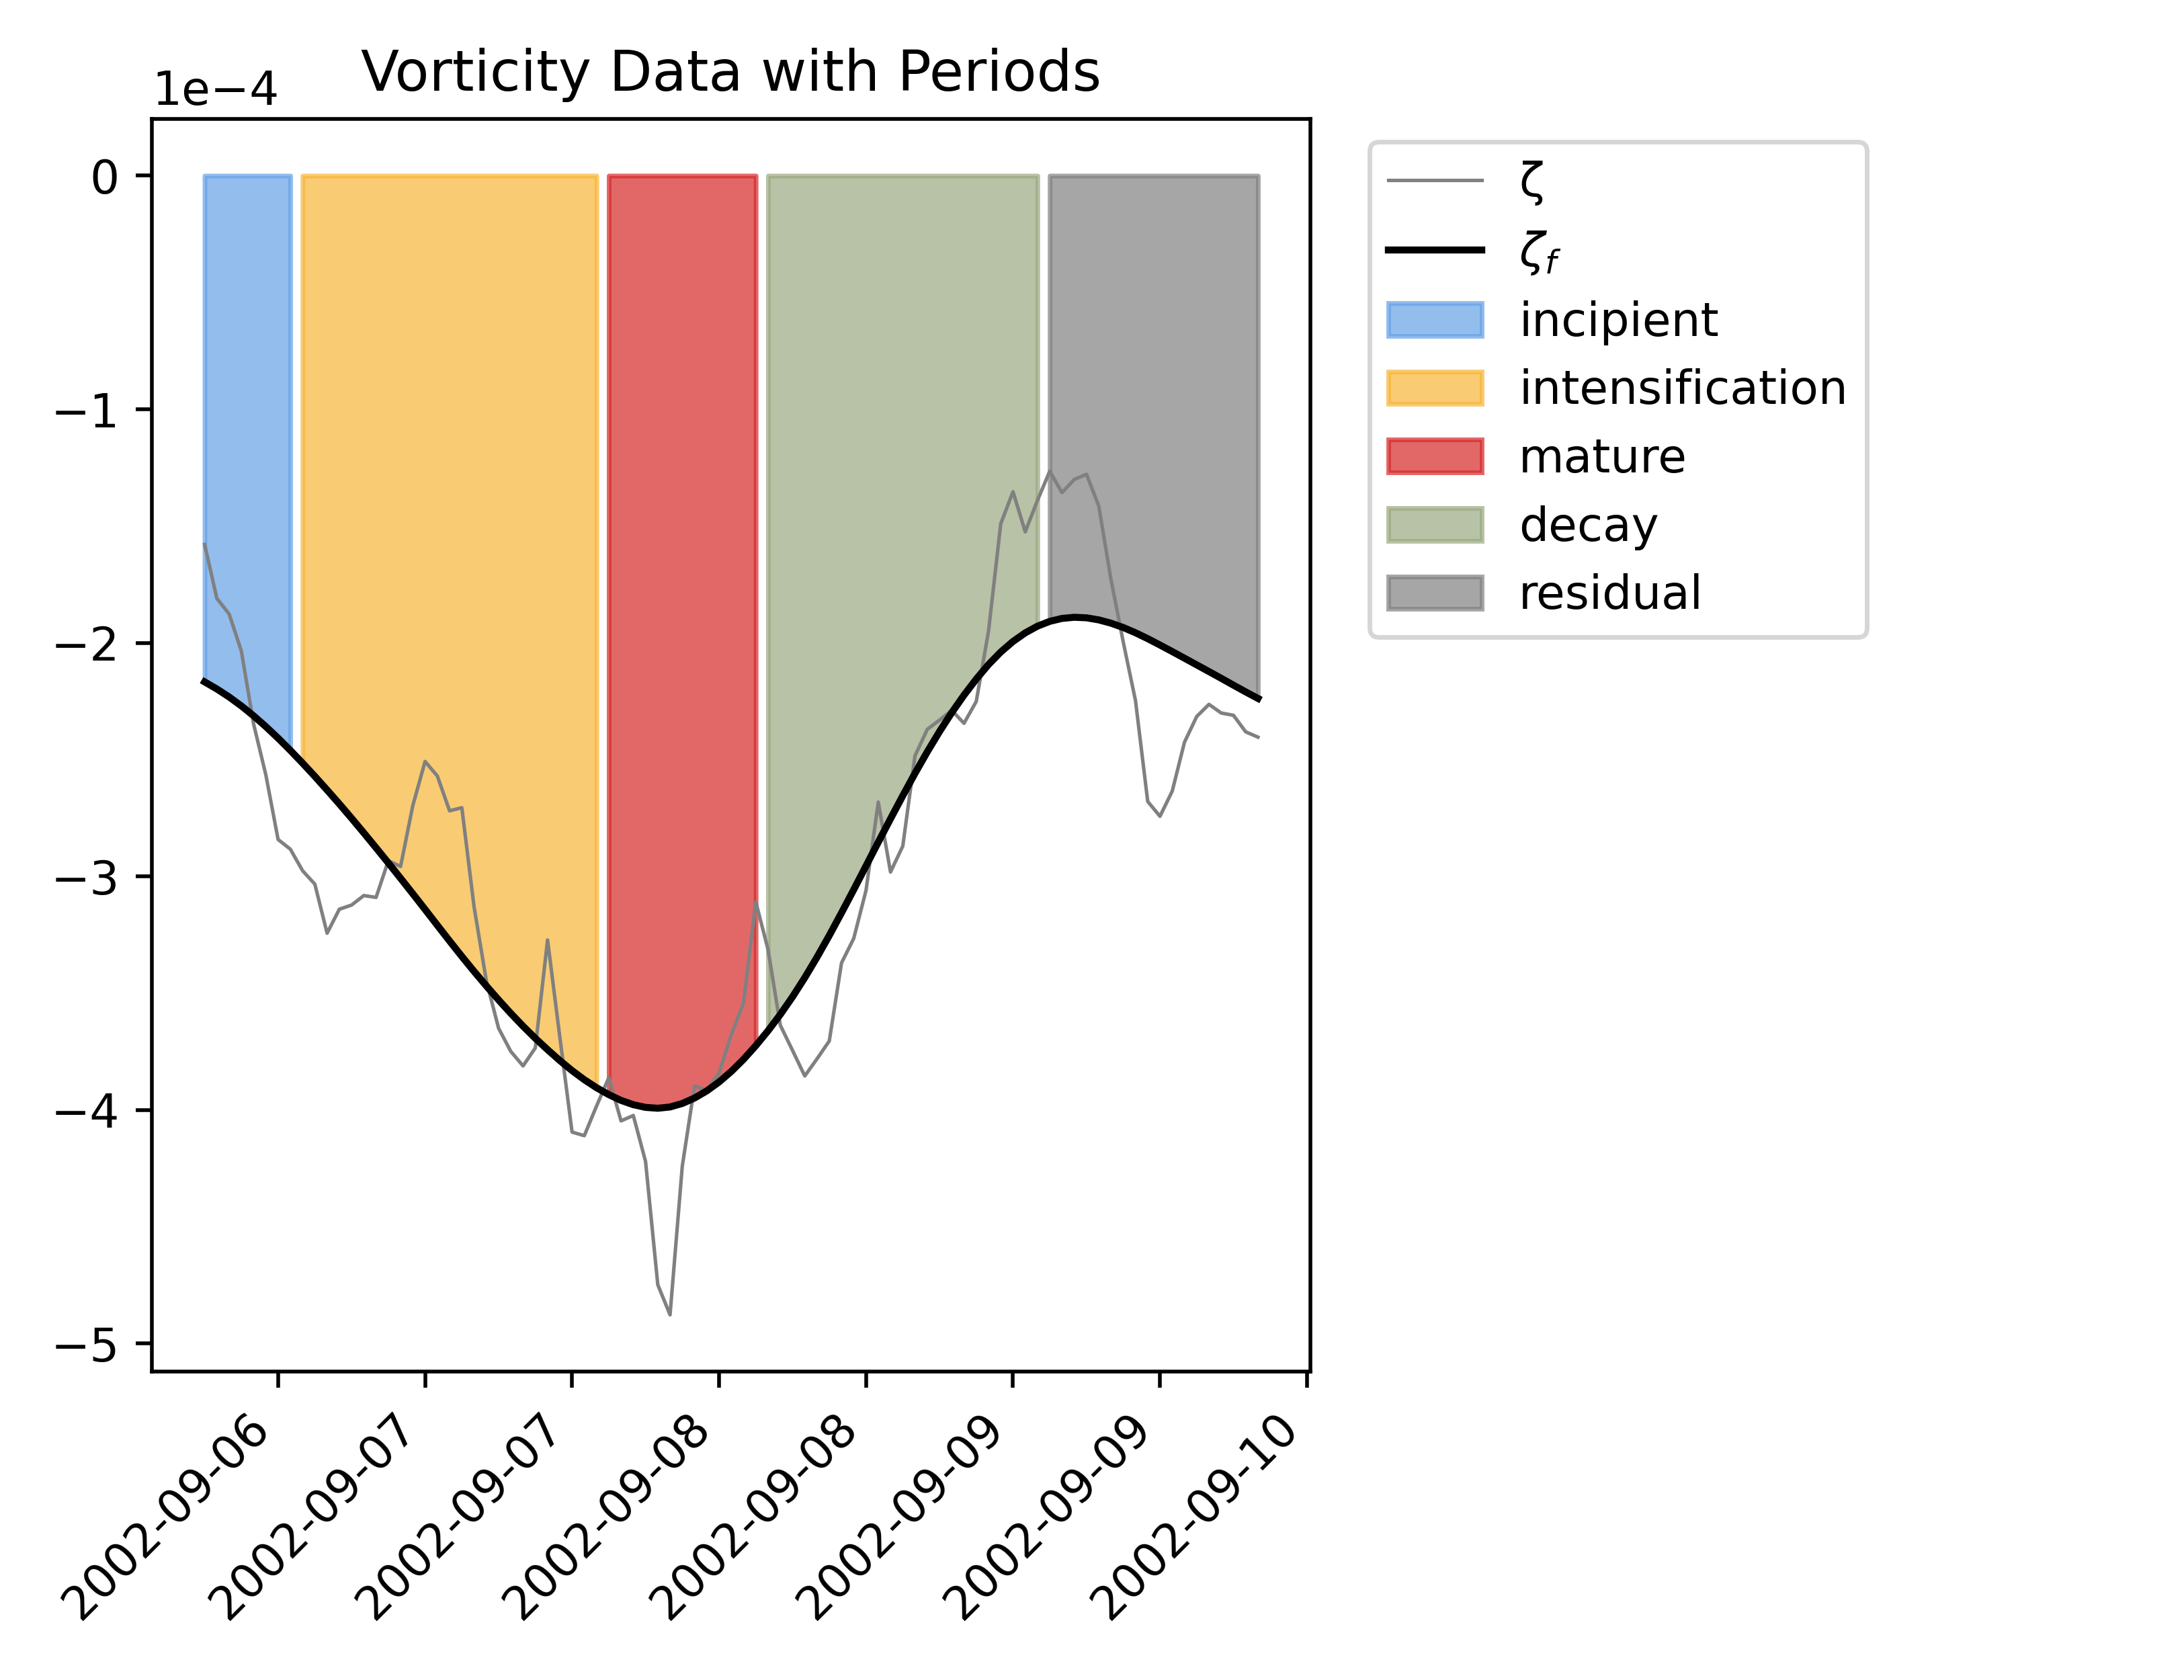 Vorticity Data with Periods
1e−4
0
−1
−2
−3
−4
−5
2002-09-06
2002-09-07
2002-09-07
2002-09-08
2002-09-08
2002-09-09
2002-09-09
2002-09-10
ζ
ζf
incipient
intensification
mature
decay
residual